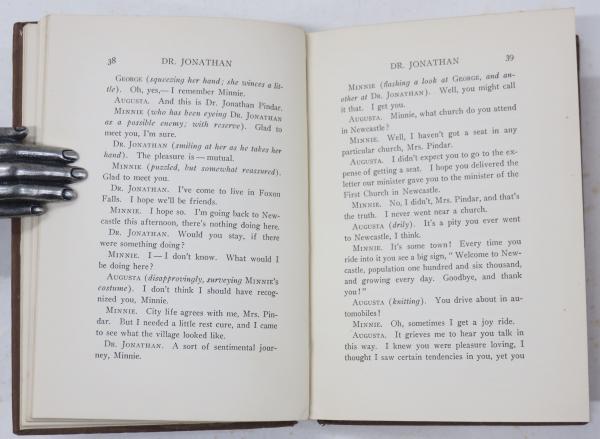 38 DR. JONATHAN
George (squeezing her hand; she winces a lit-
tle). Oh, yes,— I remember Minnie.
Augusta. And this is Dr. Jonathan Pindar.
Minnie (who has been eyeing Dr. Jonathan
as a possible enemy; with reserve). Glad to
meet you, I'm sure.
Dr. Jonathan (smiling at her as he takes her
hand). The pleasure is — mutual.
Minnie (puzzled, but somewhat reassured).
Glad to meet you.
Dr. Jonathan. I've come to live in Foxon
Falls. I hope we'll be friends.
Minnie. I hope so. I'm going back to New-
castle this afternoon, there's nothing doing here.
Dr. Jonathan. Would you stay, if there
were something doing?
Minnie. I — I don't know. What would I
be doing here?
Augusta (disapprovingly, surveying Minnie's
costume). I don't think I should have recog-
nized you, Minnie.
Minnie. City life agrees with me, Mrs. Pin-
dar. But I needed a little rest cure, and I came
to see what the village looked like.
Dr. Jonathan. A sort of sentimental jour-
ney, Minnie.
DR. JONATHAN 39
Minnie (flashing a look at George, and an-
other at Dr. Jonathan). Well, you might call
it that. I get you.
Augusta. Minnie, what church do you attend
in Newcastle?
Minnie. Well, I haven't got a seat in any
particular church, Mrs. Pindar.
Augusta. I didn't expect you to go to the ex-
pense of getting a seat. I hope you delivered the
letter our minister gave you to the minister of the
First Church in Newcastle.
Minnie. No, I didn't, Mrs. Pindar, and that's
the truth. I never went near a church.
Augusta (drily). It's a pity you ever went
to Newcastle, I think.
Minnie. It's some town! Every time you
ride into it you see a big sign, "Welcome to New-
castle, population one hundred and six thousand,
and growing every day. Goodbye, and thank
you!"
Augusta (knitting). You drive about in au-
tomobiles!
Minnie. Oh, sometimes I get a joy ride.
Augusta. It grieves me to hear you talk in
this way. I knew you were pleasure loving, I
thought I saw certain tendencies in you, yet you